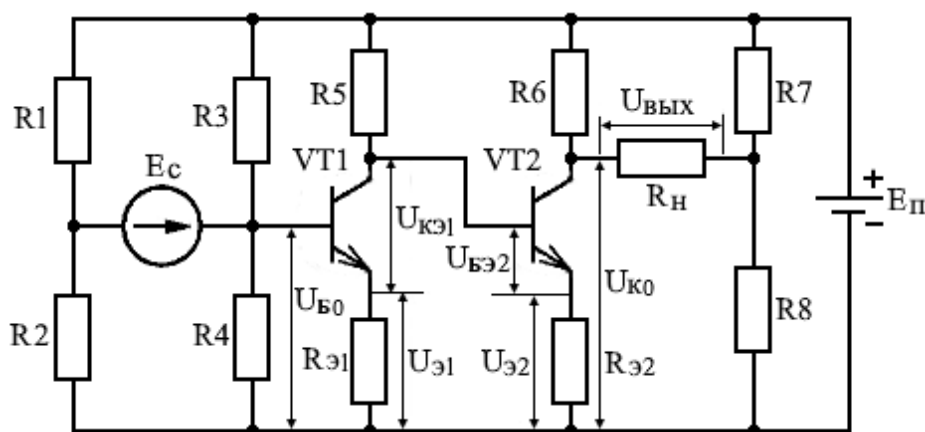 R1
R3
R5
R6
R7
Uвых
VT1
VT2
Eс
Rн
+
Eп
-
Uкэ1
Uбэ2
Uб0
Uк0
R2
R4
Rэ1
Uэ1
Uэ2
Rэ2
R8